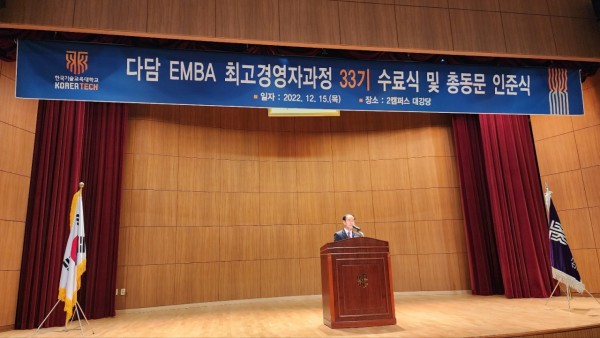 한국기술교육대학교
KOREATECH
다담 EMBA 최고경영자과정 33기 수료식 및 총동문 인준식
▪ 일자 : 2022. 12. 15.(목) ▪ 장소 : 2캠퍼스 대강당